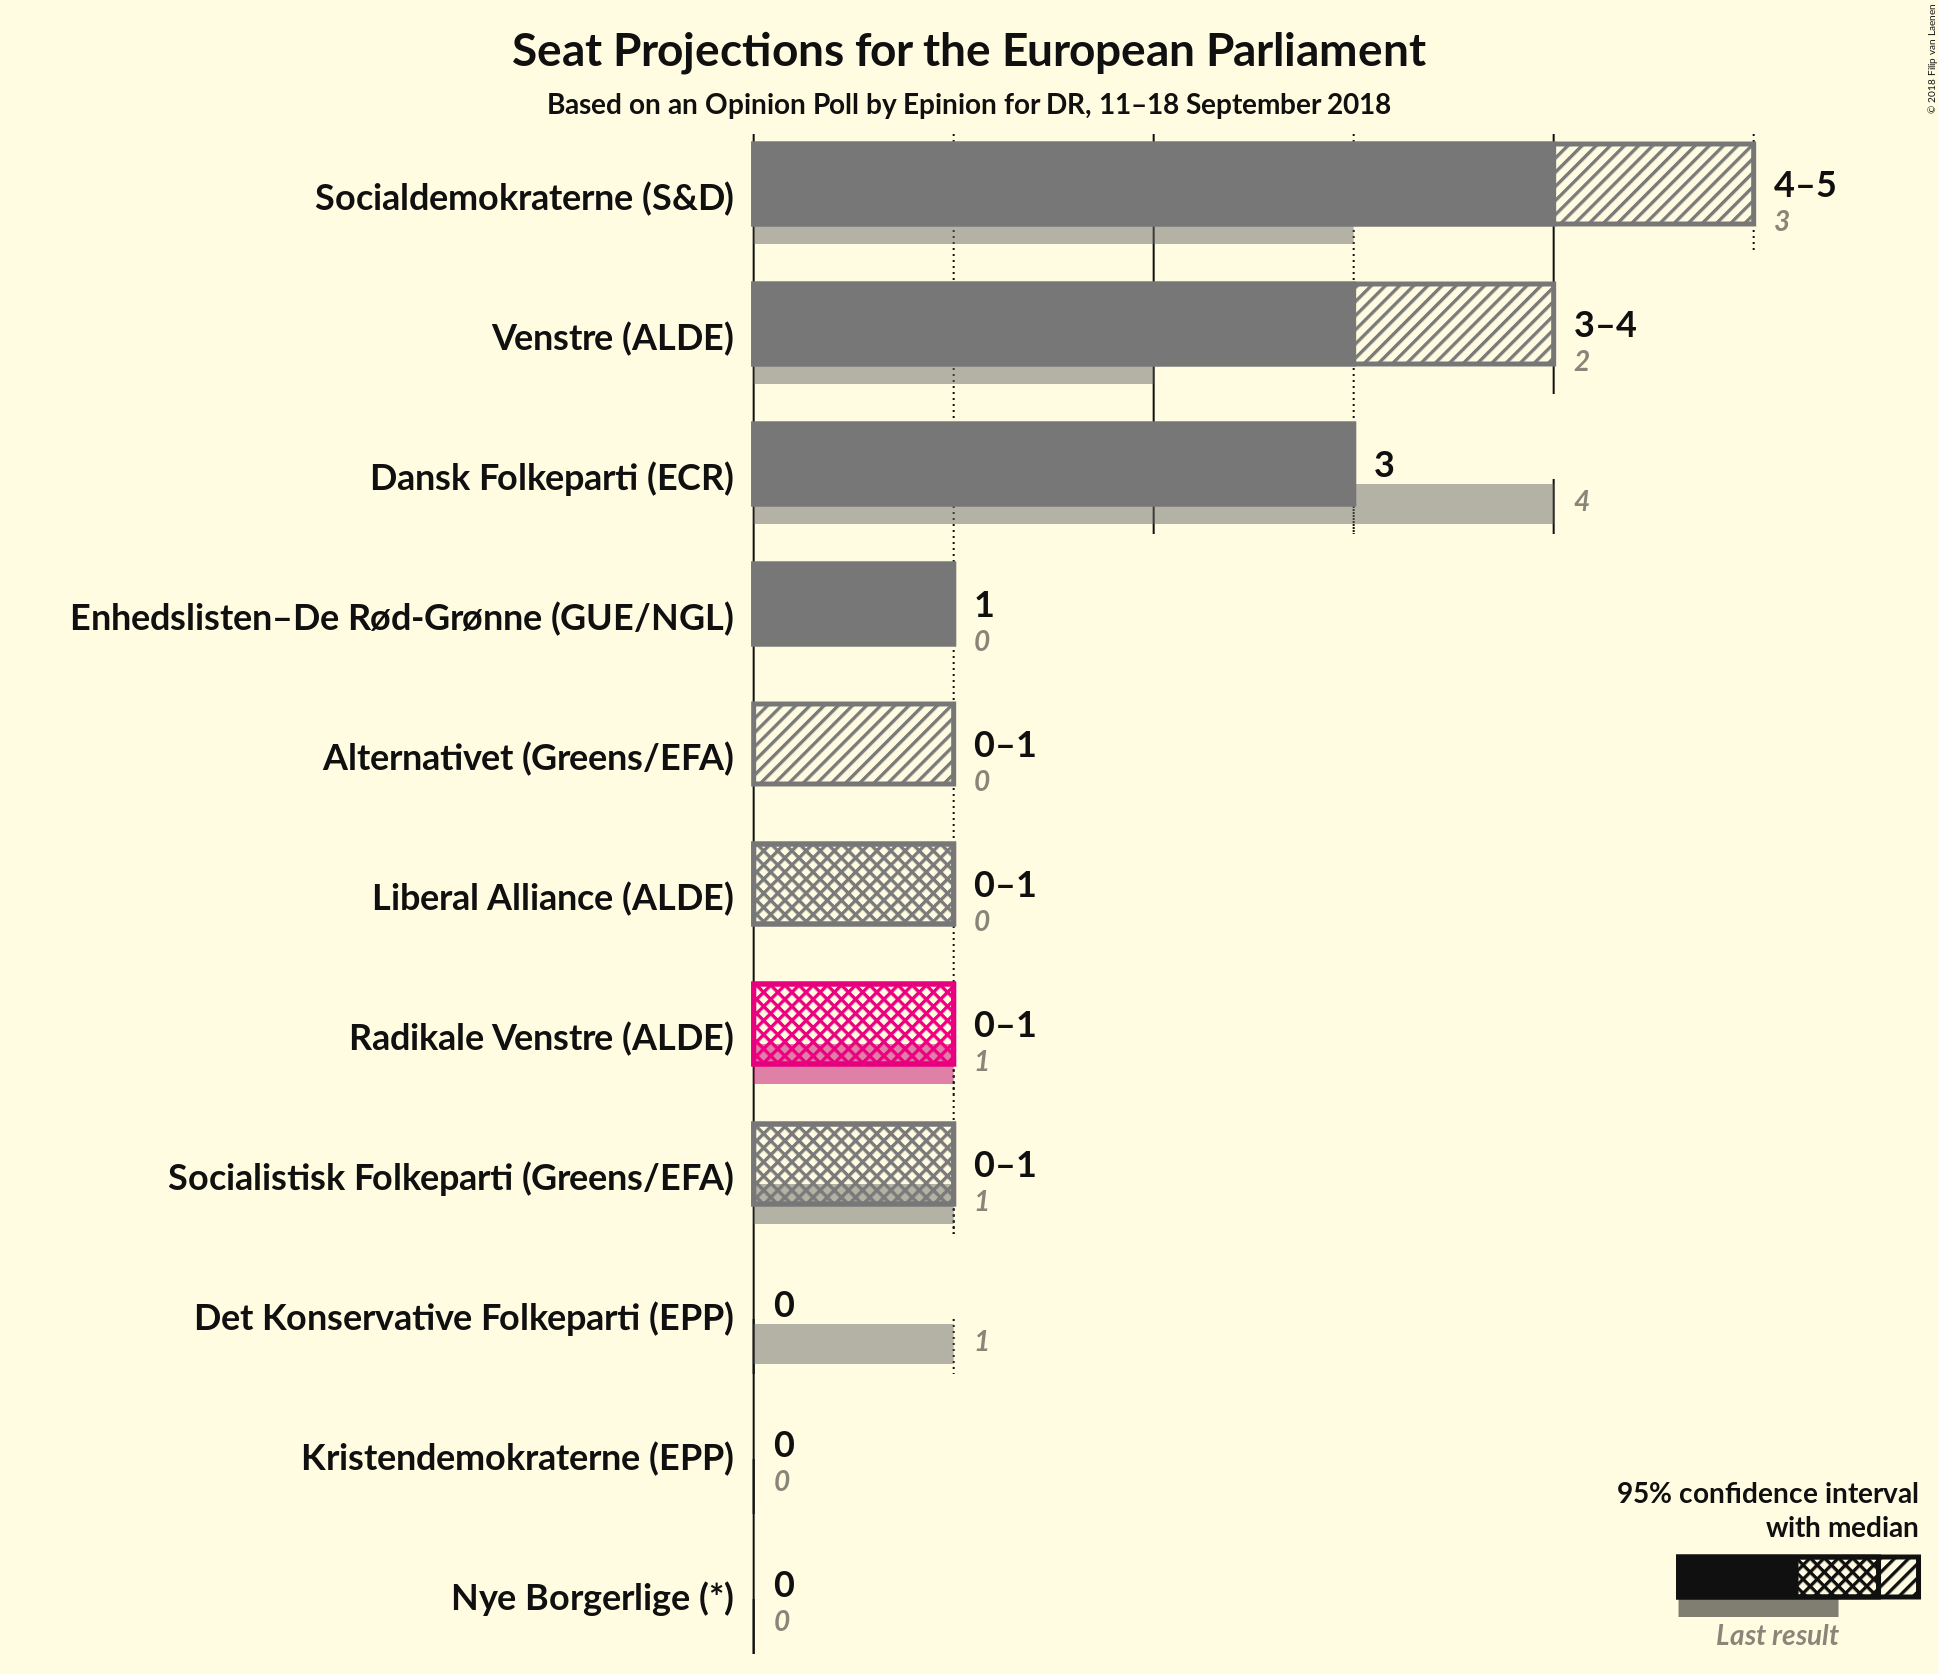 Seat Projections for the European Parliament
Based on an Opinion Poll by Epinion for DR, 11–18 September 2018
© 2018 Filip van Laenen
Socialdemokraterne (S&D)
4–5
3
Venstre (ALDE)
3–4
2
Dansk Folkeparti (ECR)
3
4
Enhedslisten–De Rød-Grønne (GUE/NGL)
1
0
Alternativet (Greens/EFA)
0–1
0
Liberal Alliance (ALDE)
0–1
0
Radikale Venstre (ALDE)
0–1
1
Socialistisk Folkeparti (Greens/EFA)
0–1
1
Det Konservative Folkeparti (EPP)
0
1
Kristendemokraterne (EPP)
0
0
Nye Borgerlige (*)
0
0
95% confidence interval
with median
Last result